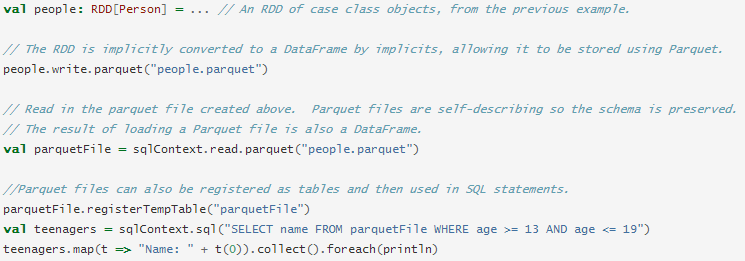 val people: RDD[Person] = ... // An RDD of case class objects, from the previous example.
// The RDD is implicitly converted to a DataFrame by implicits, allowing it to be stored using Parquet.
people.write.parquet("people.parquet")
// Read in the parquet file created above.  Parquet files are self-describing so the schema is preserved.
// The result of loading a Parquet file is also a DataFrame.
val parquetFile = sqlContext.read.parquet("people.parquet")
//Parquet files can also be registered as tables and then used in SQL statements.
parquetFile.registerTempTable("parquetFile")
val teenagers = sqlContext.sql("SELECT name FROM parquetFile WHERE age >= 13 AND age <= 19")
teenagers.map(t => "Name: " + t(0)).collect().foreach(println)